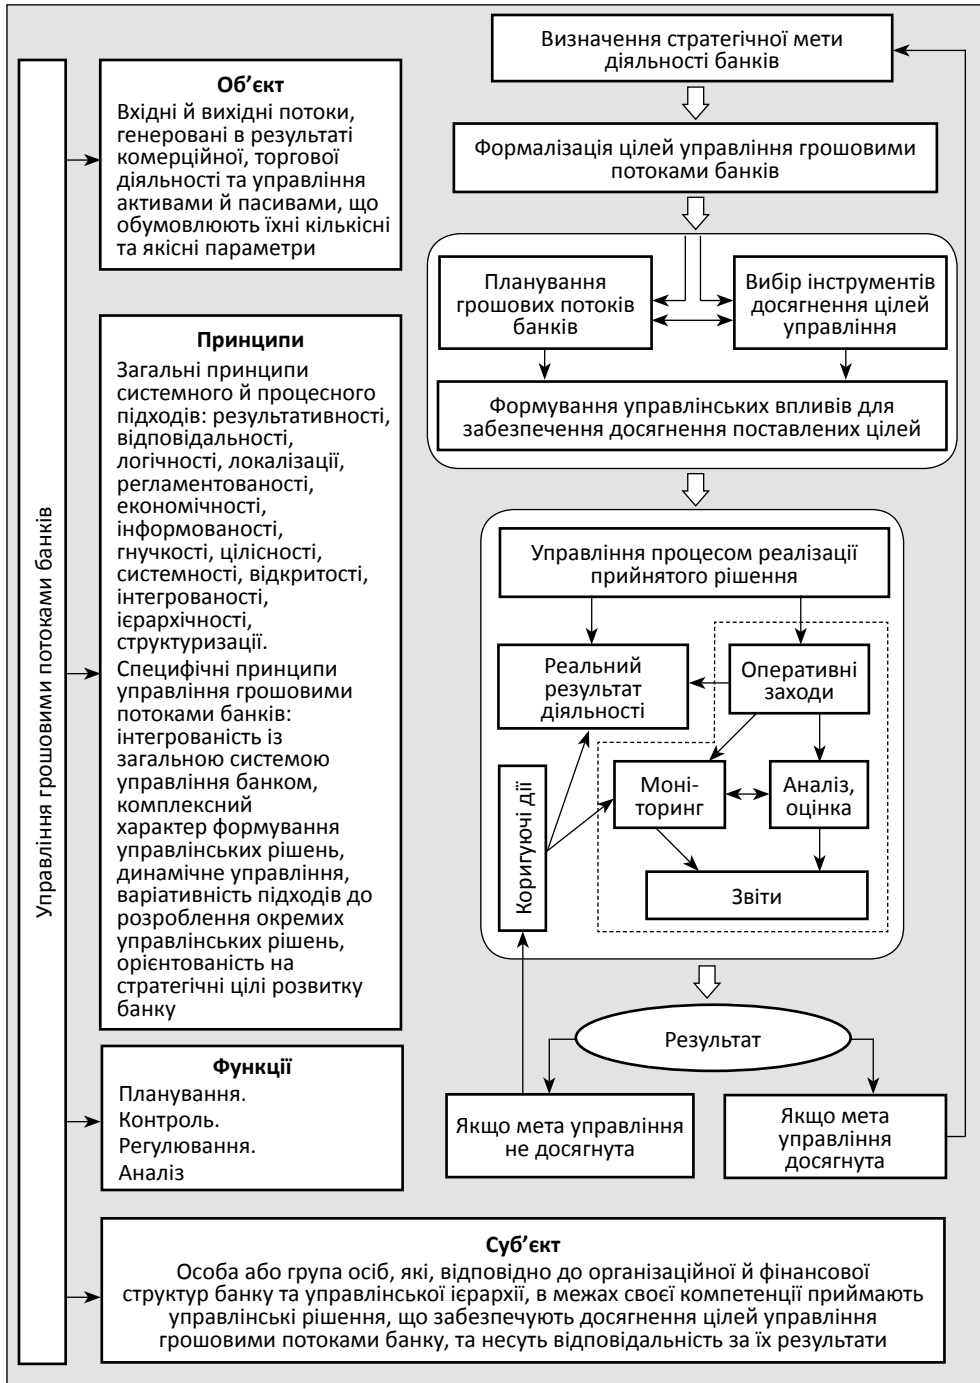 Управління грошовими потоками банків
Об’єкт
Вхідні й вихідні потоки,
генеровані в результаті
комерційної, торгової
діяльності та управління
активами й пасивами, що
обумовлюють їхні кількісні
та якісні параметри
Принципи
Загальні принципи
системного й процесного
підходів: результативності,
відповідальності,
логічності, локалізації,
регламентованості,
економічності,
інформованості,
гнучкості, цілісності,
системності, відкритості,
інтегрованості,
ієрархічності,
структуризації.
Специфічні принципи
управління грошовими
потоками банків:
інтегрованість із
загальною системою
управління банком,
комплексний
характер формування
управлінських рішень,
динамічне управління,
варіативність підходів до
розроблення окремих
управлінських рішень,
орієнтованість на
стратегічні цілі розвитку
банку
Функції
Планування.
Контроль.
Регулювання.
Аналіз
Визначення стратегічної мети
діяльності банків
Формалізація цілей управління грошовими
потоками банків
Планування
грошових потоків
банків
Вибір інструментів
досягнення цілей
управління
Формування управлінських впливів для
забезпечення досягнення поставлених цілей
Управління процесом реалізації
прийнятого рішення
Реальний
результат
діяльності
Оперативні
заходи
Коригуючі дії
Моні-
торинг
Аналіз,
оцінка
Звіти
Результат
Якщо мета управління
не досягнута
Якщо мета
управління
досягнута
Суб’єкт
Особа або група осіб, які, відповідно до організаційної й фінансової
структур банку та управлінської ієрархії, в межах своєї компетенції приймають
управлінські рішення, що забезпечують досягнення цілей управління
грошовими потоками банку, та несуть відповідальність за їх результати